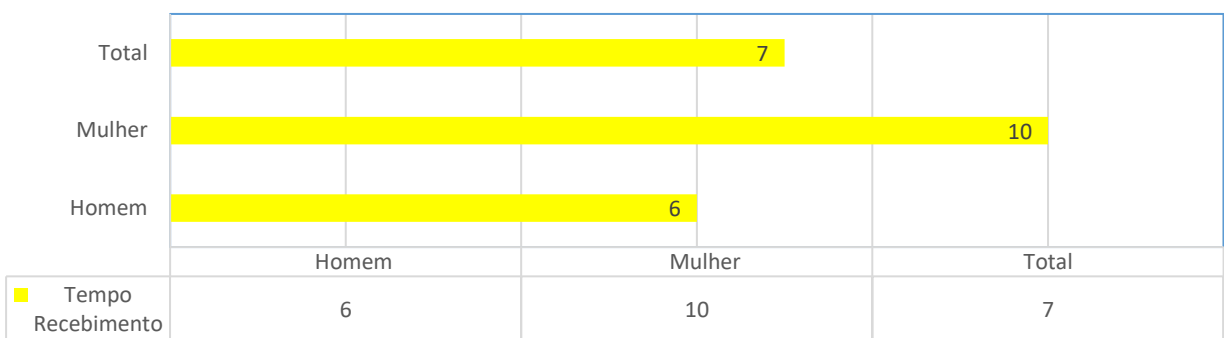 Total 7
Mulher 10
Homem 6
Homem Mulher Total
Tempo
Recebimento 6 10 7